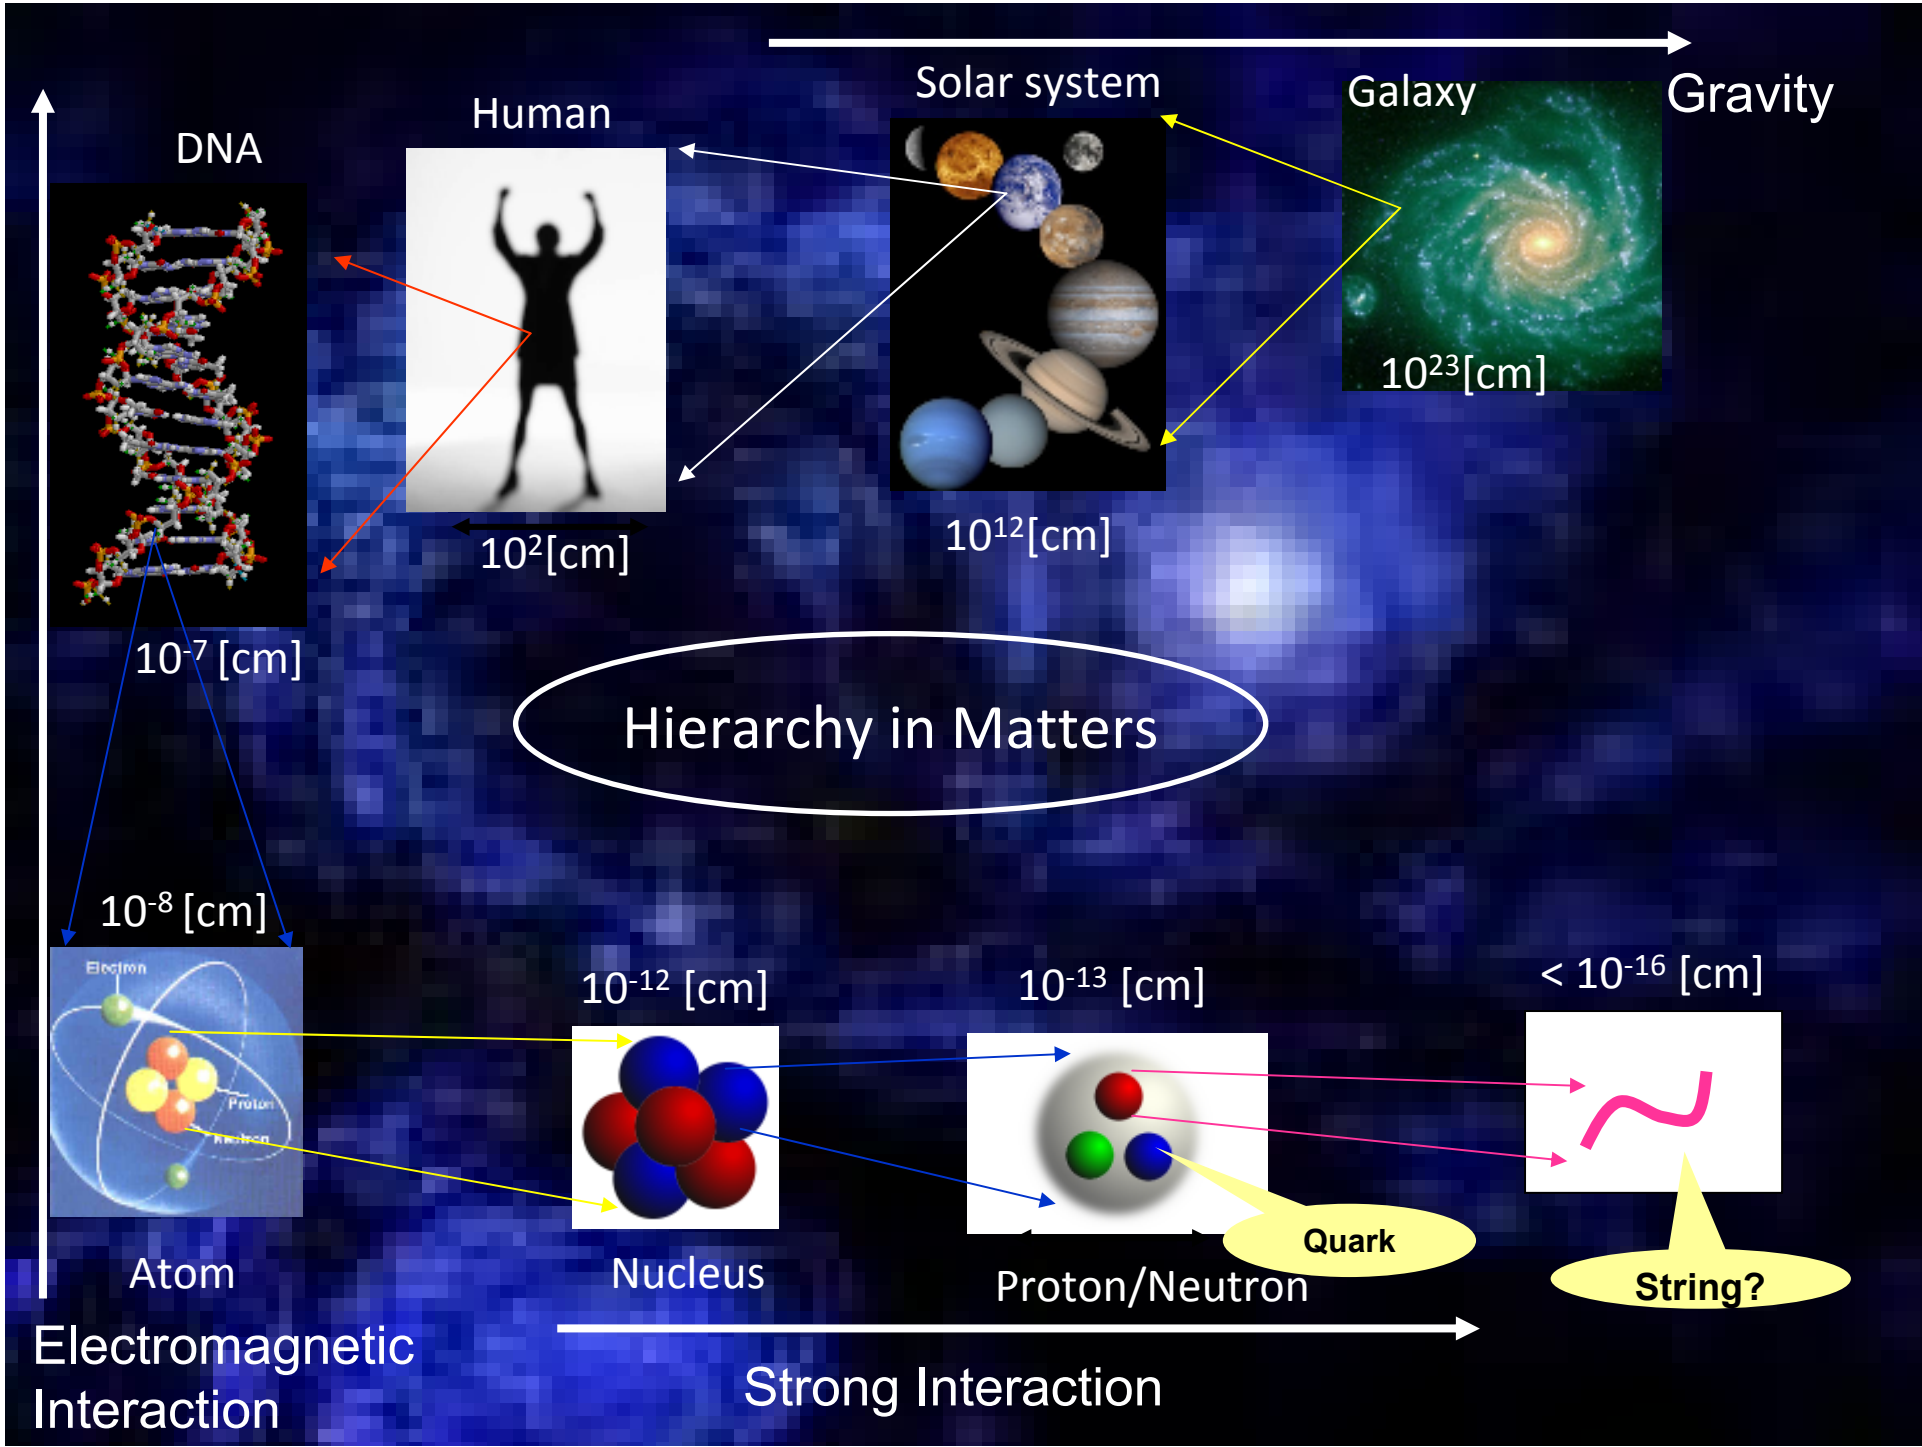 Solar system
Galaxy
Gravity
Human
DNA
10²³[cm]
10¹²[cm]
10²[cm]
10⁻⁷ [cm]
Hierarchy in Matters
10⁻⁸ [cm]
10⁻¹² [cm]
10⁻¹³ [cm]
< 10⁻¹⁶ [cm]
Electron
Proton
Neutron
Quark
String?
Atom
Nucleus
Proton/Neutron
Electromagnetic
Interaction
Strong Interaction